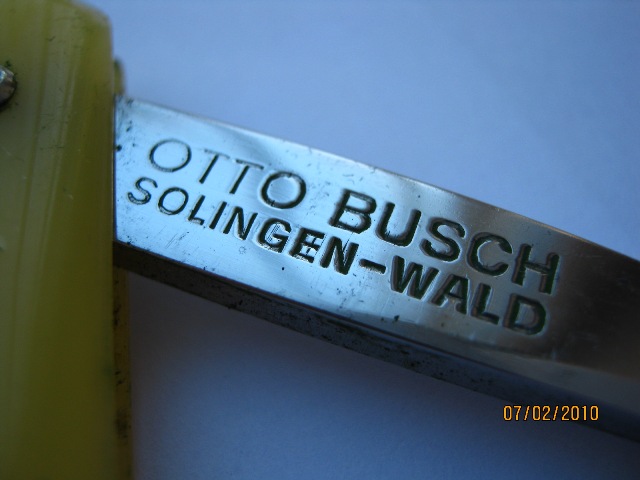 OTTO BUSCH
SOLINGEN-WALD
07/02/2010